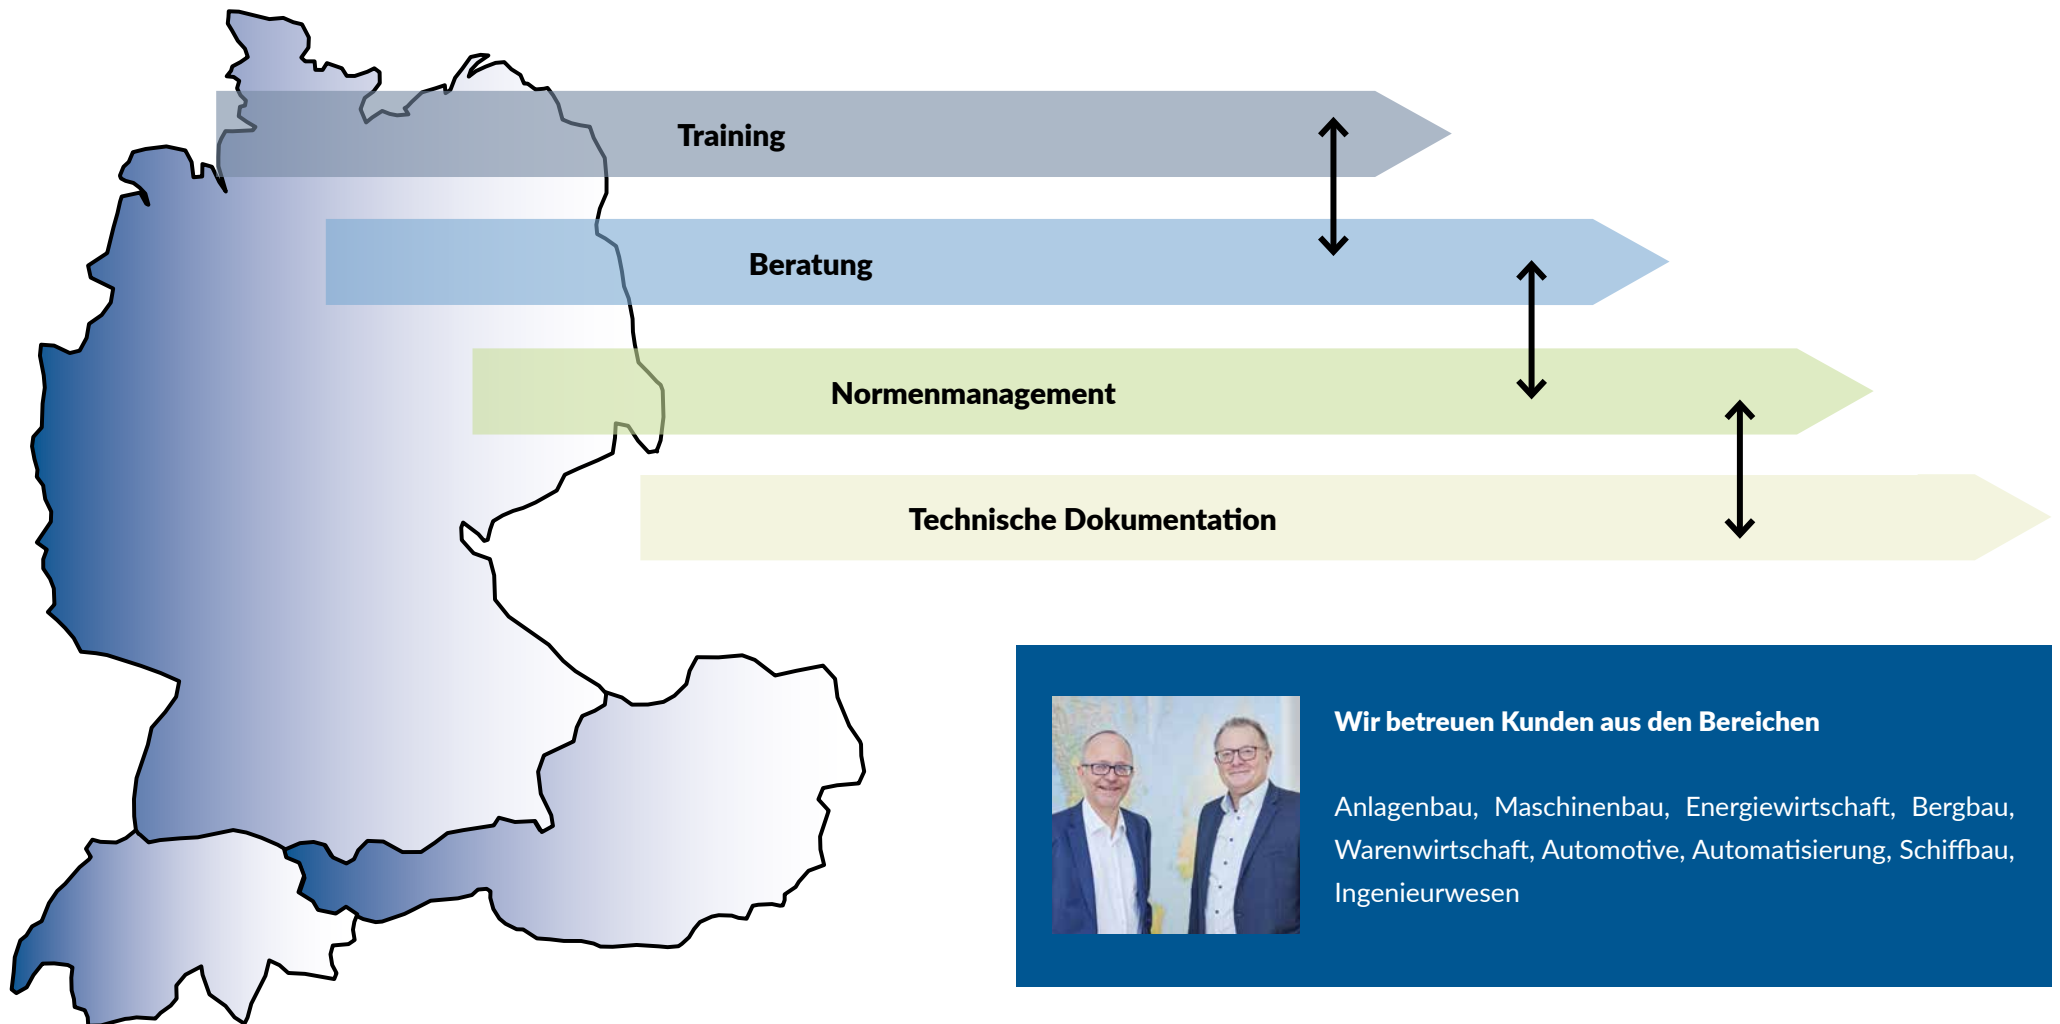 Training
Beratung
Normenmanagement
Technische Dokumentation
Wir betreuen Kunden aus den Bereichen
Anlagenbau, Maschinenbau, Energiewirtschaft, Bergbau,
Warenwirtschaft, Automotive, Automatisierung, Schiffbau,
Ingenieurwesen